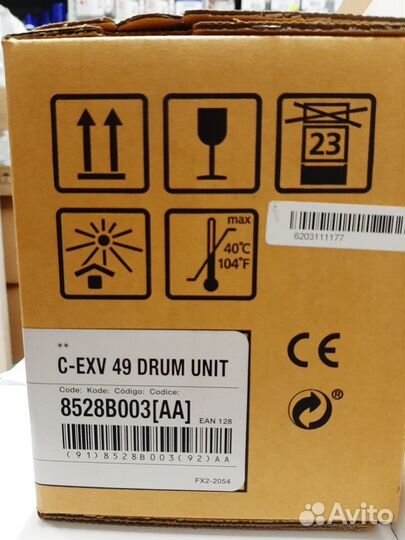 23
max
40°C
104°F
6203111177
**
C-EXV 49 DRUM UNIT
Code: Kode: Código: Codice:
8528B003[AA]
EAN 128
(91)8528B003(92)AA
FX2-2054
CE
Avito